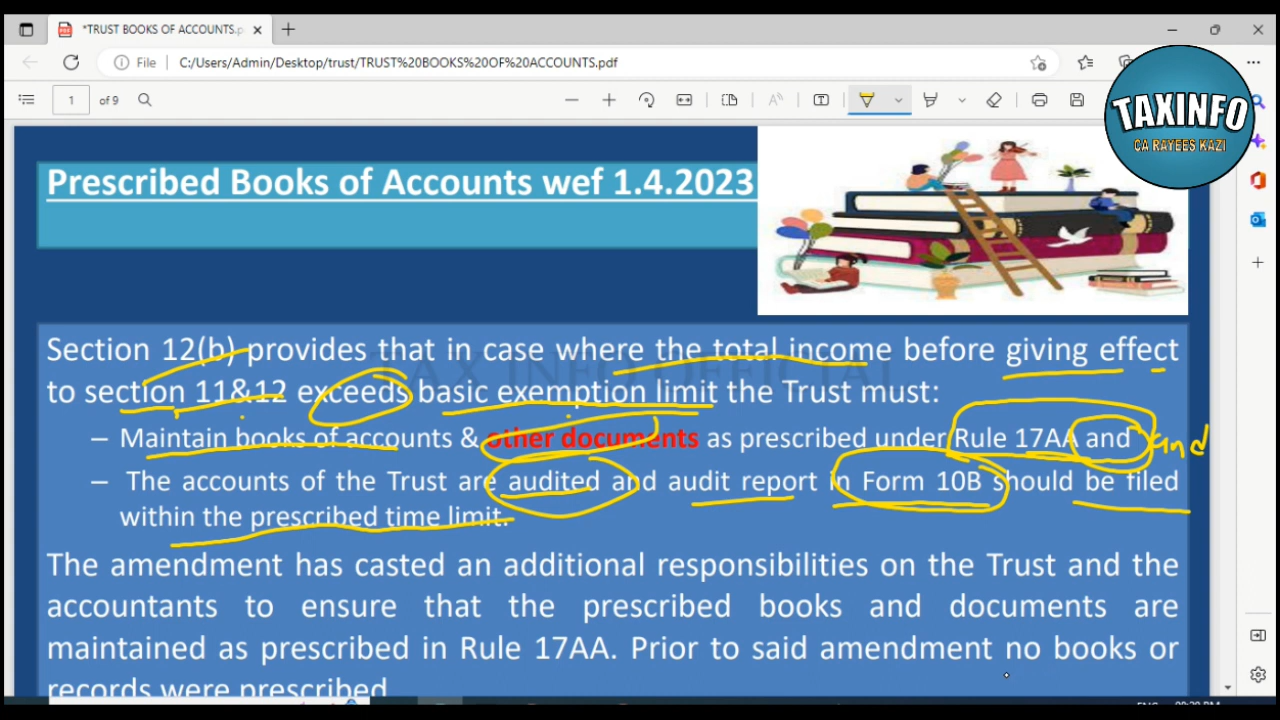 *TRUST BOOKS OF ACCOUNTS.p
File C:/Users/Admin/Desktop/trust/TRUST%20BOOKS%20OF%20ACCOUNTS.pdf
1 of 9
TAXINFO
CA RAYEES KAZI
Prescribed Books of Accounts wef 1.4.2023
TAX INFO OFFICIAL
Section 12(b) provides that in case where the total income before giving effect
to section 11&12 exceeds basic exemption limit the Trust must:
– Maintain books of accounts & other documents as prescribed under Rule 17AA and and
– The accounts of the Trust are audited and audit report in Form 10B should be filed
within the prescribed time limit.
The amendment has casted an additional responsibilities on the Trust and the
accountants to ensure that the prescribed books and documents are
maintained as prescribed in Rule 17AA. Prior to said amendment no books or
records were prescribed